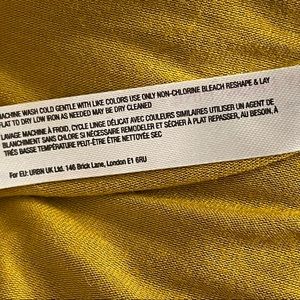 MACHINE WASH COLD GENTLE WITH LIKE COLORS USE ONLY NON-CHLORINE BLEACH RESHAPE & LAY
FLAT TO DRY LOW IRON AS NEEDED MAY BE DRY CLEANED
LAVAGE MACHINE À FROID, CYCLE LINGE DÉLICAT AVEC COULEURS SIMILAIRES UTILISER UN AGENT DE
BLANCHIMENT SANS CHLORE SI NÉCESSAIRE REMODELER ET SÉCHER À PLAT REPASSER, AU BESOIN, À
TRÈS BASSE TEMPÉRATURE PEUT-ÊTRE NETTOYÉE SEC
For EU: URBN UK Ltd. 146 Brick Lane, London E1 6RU